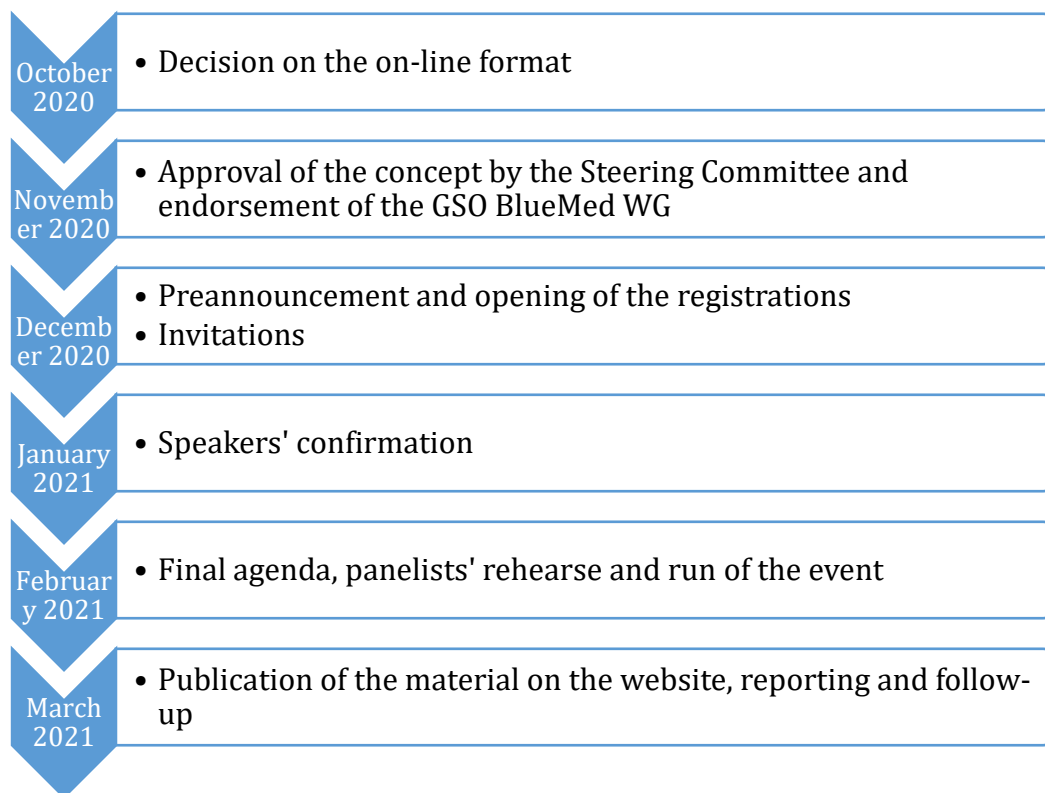 October
2020
• Decision on the on-line format
Novemb
er 2020
• Approval of the concept by the Steering Committee and
endorsement of the GSO BlueMed WG
Decemb
er 2020
• Preannouncement and opening of the registrations
• Invitations
January
2021
• Speakers' confirmation
Februar
y 2021
• Final agenda, panelists' rehearse and run of the event
March
2021
• Publication of the material on the website, reporting and follow-
up